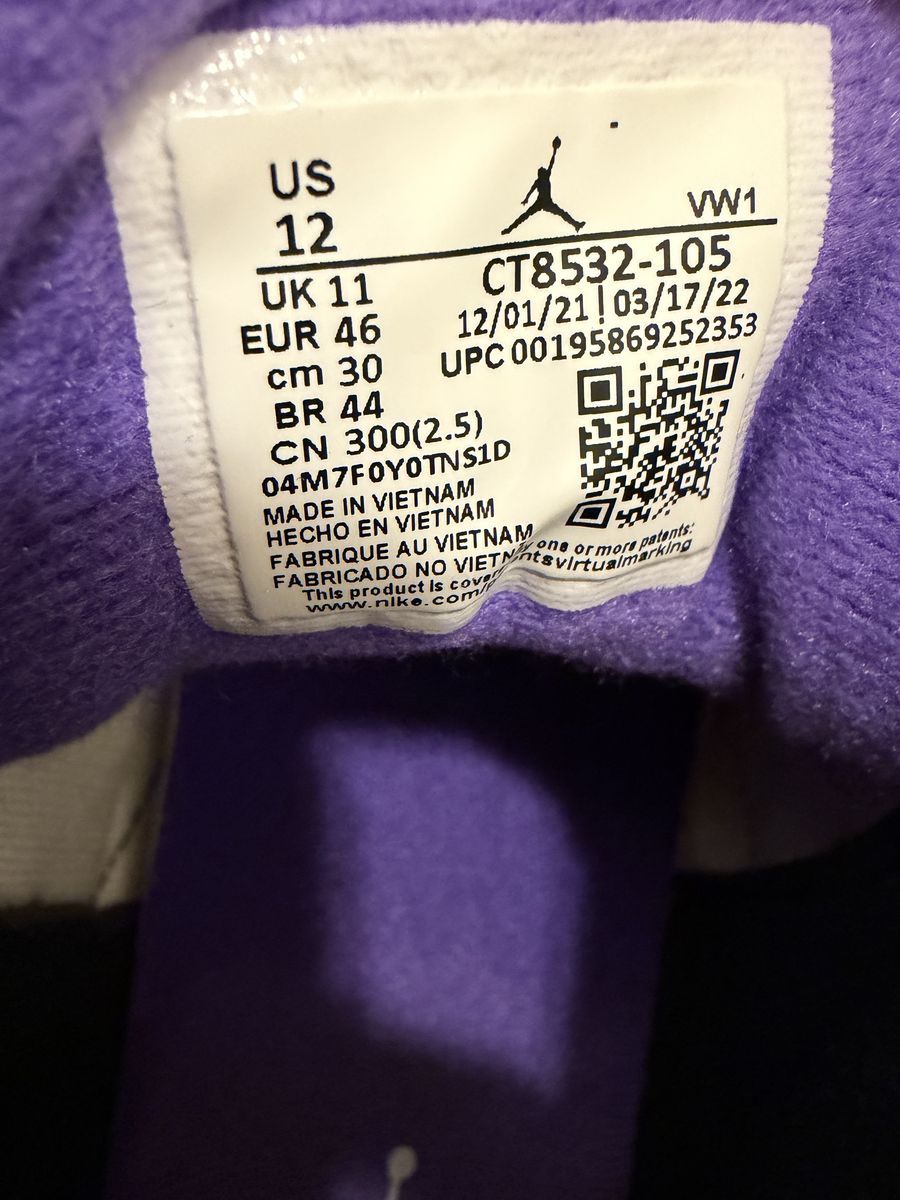 US
12
VW1
UK 11
EUR 46
cm 30
BR 44
CN 300(2.5)
CT8532-105
12/01/21 | 03/17/22
UPC 00195869252353
04M7F0Y0TNS1D
MADE IN VIETNAM
HECHO EN VIETNAM
FABRIQUE AU VIETNAM
FABRICADO NO VIETN
This product is cover y one or more patents:
www.nike.com/p ntsvirtualmarking